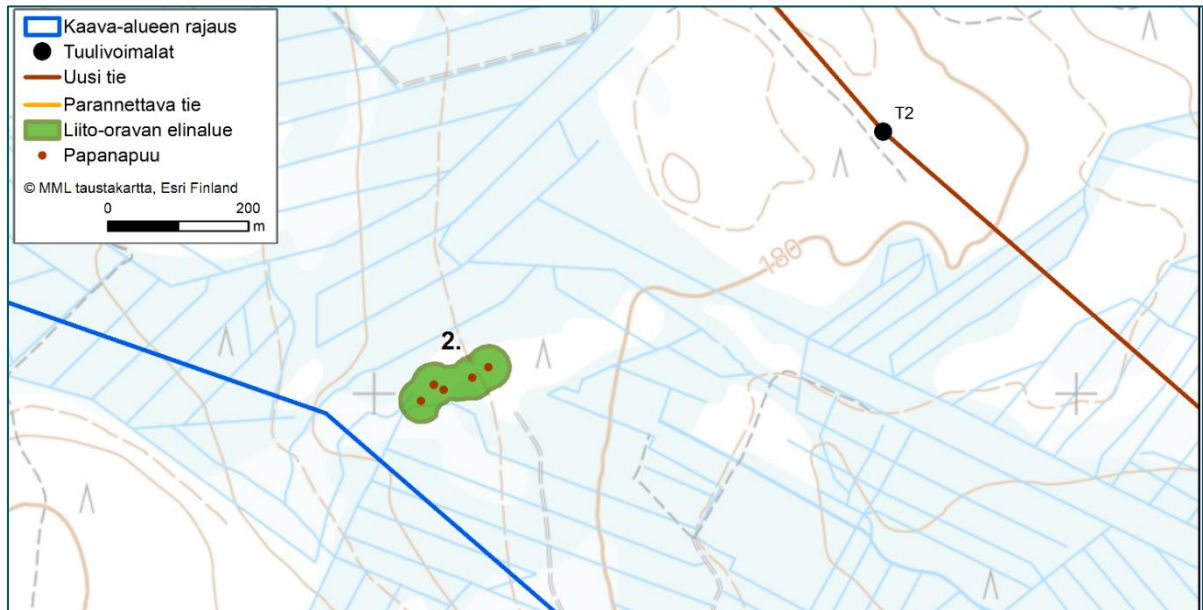 Kaava-alueen rajaus
Tuulivoimalat
Uusi tie
Parannettava tie
Liito-oravan elinalue
Papanapuu
© MML taustakartta, Esri Finland
0 200
m
T2
180
2.